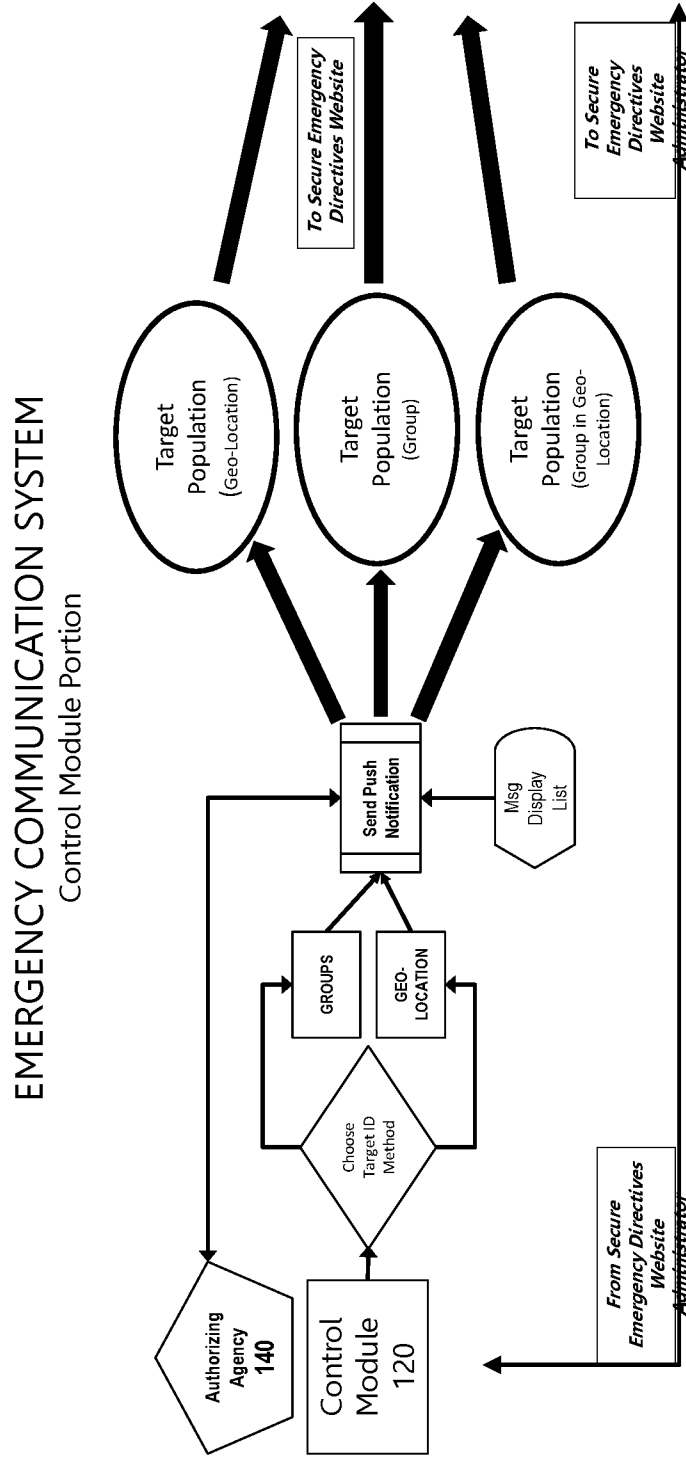 EMERGENCY COMMUNICATION SYSTEM
Control Module Portion
Authorizing
Agency
140
Control
Module
120
Choose
Target ID
Method
GROUPS
GEO-
LOCATION
Send Push
Notification
Msg
Display
List
Target
Population
(Geo-Location)
Target
Population
(Group)
Target
Population
(Group in Geo-
Location)
To Secure Emergency
Directives Website
From Secure
Emergency Directives
Website
Administrator
To Secure
Emergency
Directives
Website
Administrator